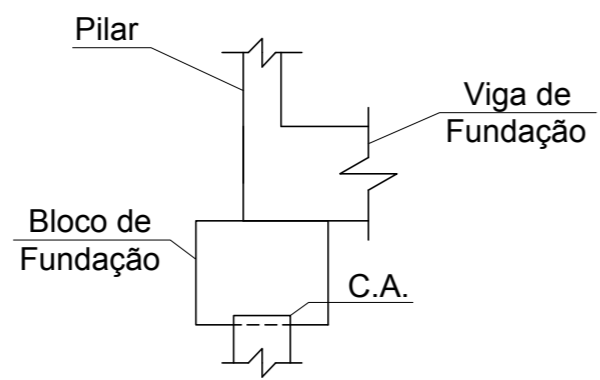 Pilar
Viga de
Fundação
Bloco de
Fundação
C.A.